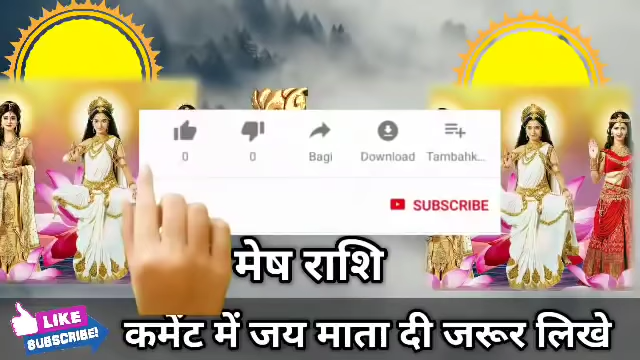 0 0 Bagi Download Tambahk...
SUBSCRIBE
मेष राशि
LIKE
SUBSCRIBE!
कमेंट में जय माता दी जरूर लिखे